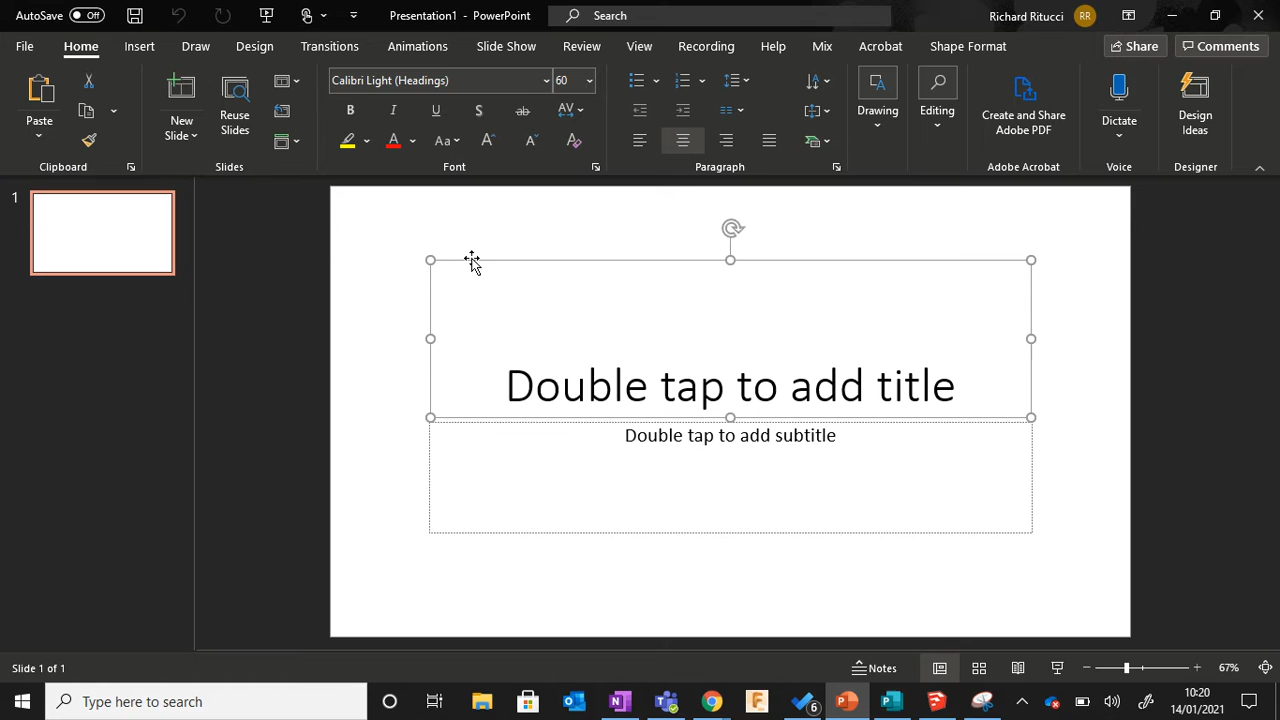 AutoSave Off Presentation1 - PowerPoint Search Richard Ritucci RR
File Home Insert Draw Design Transitions Animations Slide Show Review View Recording Help Mix Acrobat Shape Format Share Comments
Paste New Slide Reuse Slides Calibri Light (Headings) 60 Drawing Editing Create and Share Adobe PDF Dictate Design Ideas
B I U S ab AV
A Aa A A A
Clipboard Slides Font Paragraph Adobe Acrobat Voice Designer
1
Double tap to add title
Double tap to add subtitle
Slide 1 of 1 Notes 67%
Type here to search 6 10:20
14/01/2021